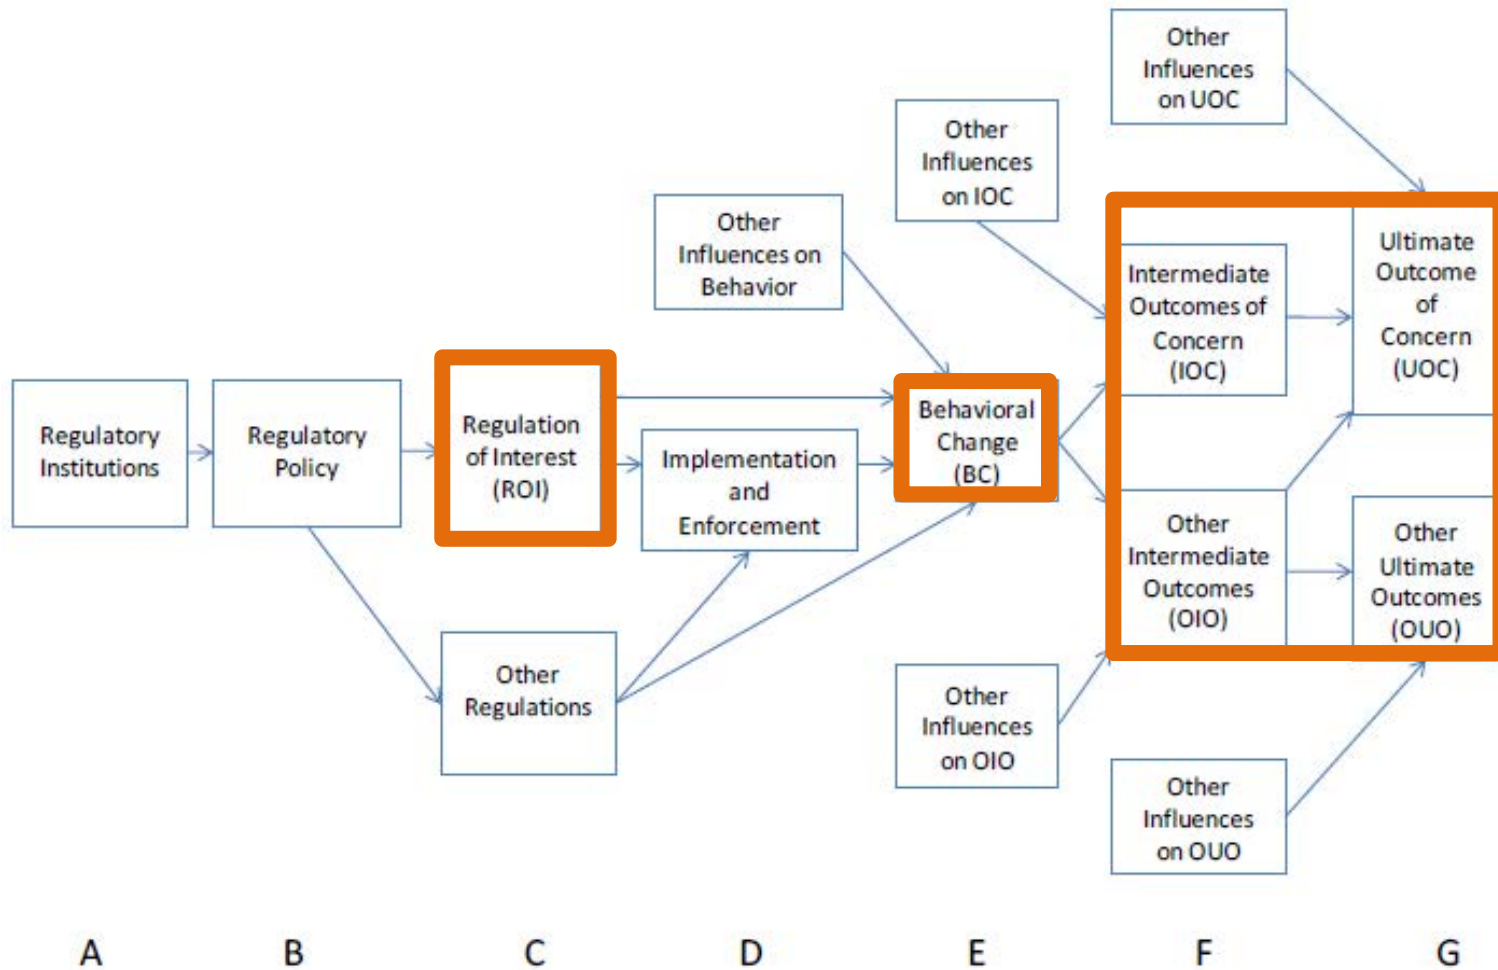 Other
Influences
on UOC
Other
Influences
on IOC
Other
Influences on
Behavior
Intermediate
Outcomes of
Concern
(IOC)
Ultimate
Outcome
of
Concern
(UOC)
Regulatory
Institutions
Regulatory
Policy
Regulation
of Interest
(ROI)
Implementation
and
Enforcement
Behavioral
Change
(BC)
Other
Intermediate
Outcomes
(OIO)
Other
Ultimate
Outcomes
(OUO)
Other
Regulations
Other
Influences
on OIO
Other
Influences
on OUO
A B C D E F G